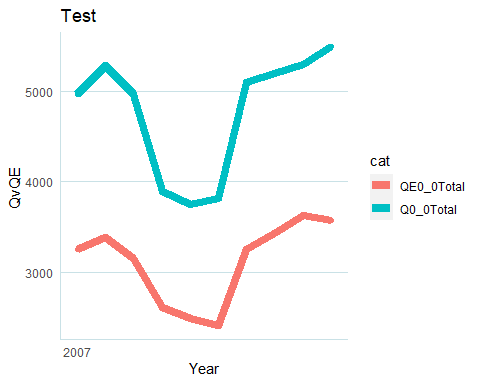 Test
5000
4000
3000
QvQE
2007
Year
cat
QE0_0Total
Q0_0Total